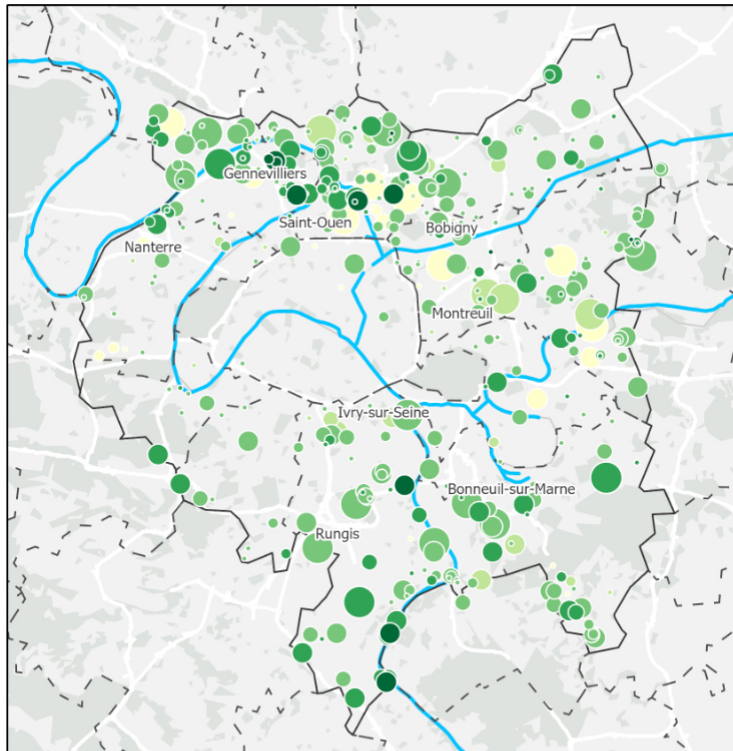 Gennevilliers
Saint-Ouen
Bobigny
Nanterre
Montreuil
Ivry-sur-Seine
Bonneuil-sur-Marne
Rungis